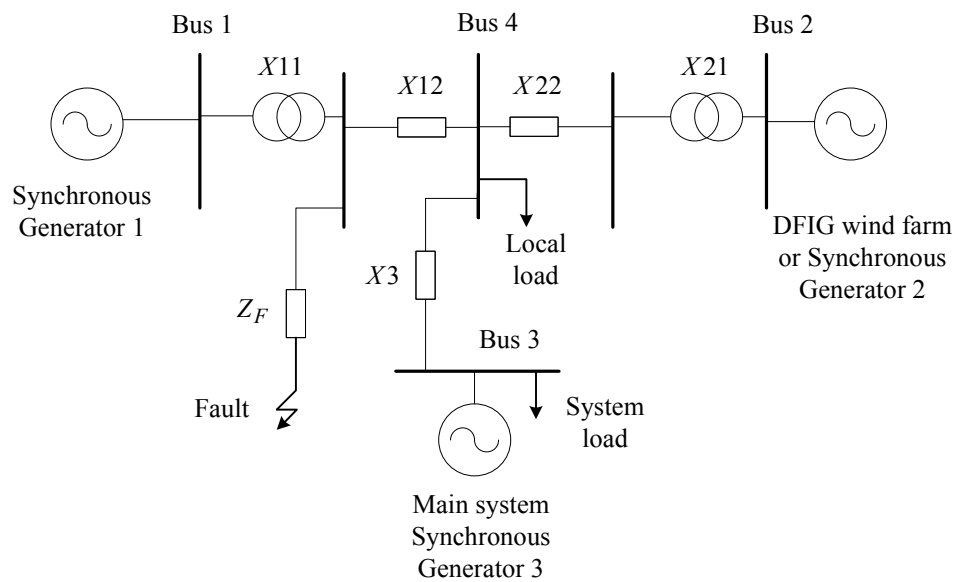 Bus 1
Bus 4
Bus 2
X11
X12
X22
X21
Synchronous
Generator 1
DFIG wind farm
or Synchronous
Generator 2
Local
load
X3
Z_F
Bus 3
Fault
System
load
Main system
Synchronous
Generator 3